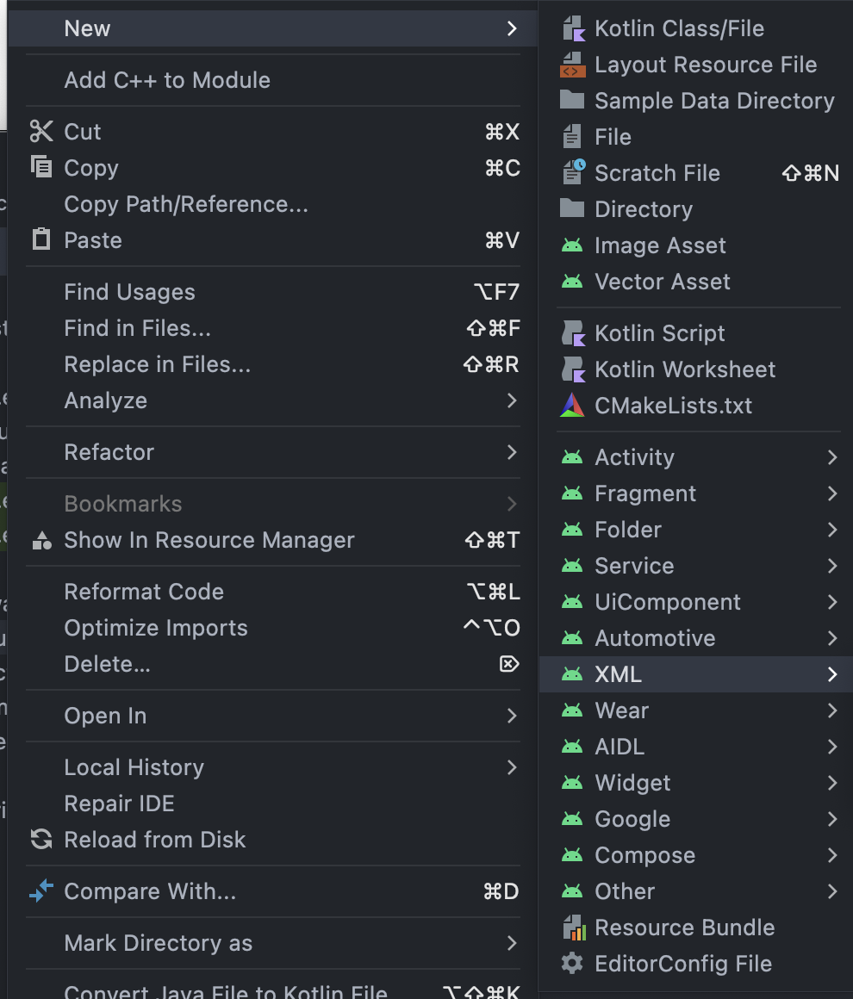 New
Add C++ to Module
Cut ⌘X
Copy ⌘C
Copy Path/Reference...
Paste ⌘V
Find Usages ⌥F7
Find in Files... ⇧⌘F
Replace in Files... ⇧⌘R
Analyze
Refactor
Bookmarks
Show In Resource Manager ⇧⌘T
Reformat Code ⌥⌘L
Optimize Imports ^⌥O
Delete... ⌦
Open In
Local History
Repair IDE
Reload from Disk
Compare With... ⌘D
Mark Directory as
Convert Java File to Kotlin File ⌥⇧⌘K
Kotlin Class/File
Layout Resource File
Sample Data Directory
File
Scratch File ⇧⌘N
Directory
Image Asset
Vector Asset
Kotlin Script
Kotlin Worksheet
CMakeLists.txt
Activity
Fragment
Folder
Service
UiComponent
Automotive
XML
Wear
AIDL
Widget
Google
Compose
Other
Resource Bundle
EditorConfig File